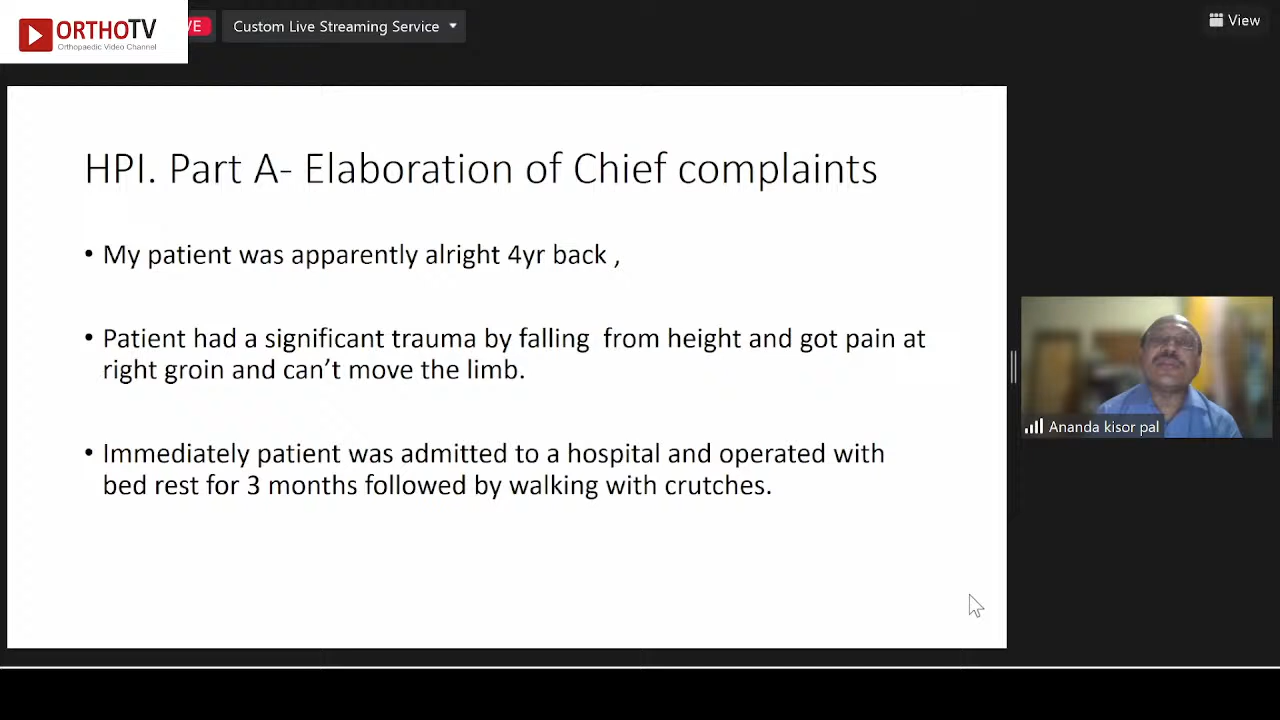 ORTHOTV
Orthopaedic Video Channel
VE
Custom Live Streaming Service
View
HPI. Part A- Elaboration of Chief complaints
• My patient was apparently alright 4yr back ,
• Patient had a significant trauma by falling from height and got pain at
right groin and can’t move the limb.
• Immediately patient was admitted to a hospital and operated with
bed rest for 3 months followed by walking with crutches.
Ananda kisor pal